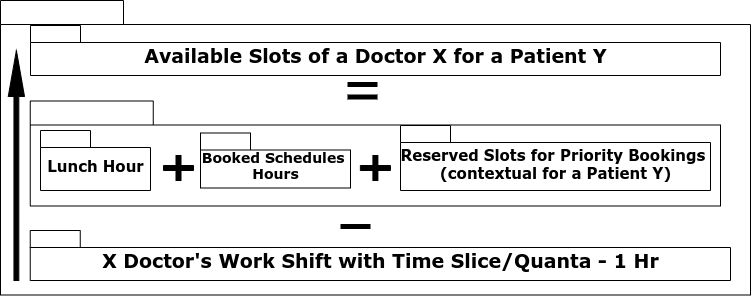 Available Slots of a Doctor X for a Patient Y
=
Lunch Hour + Booked Schedules Hours + Reserved Slots for Priority Bookings (contextual for a Patient Y)
–
X Doctor's Work Shift with Time Slice/Quanta - 1 Hr